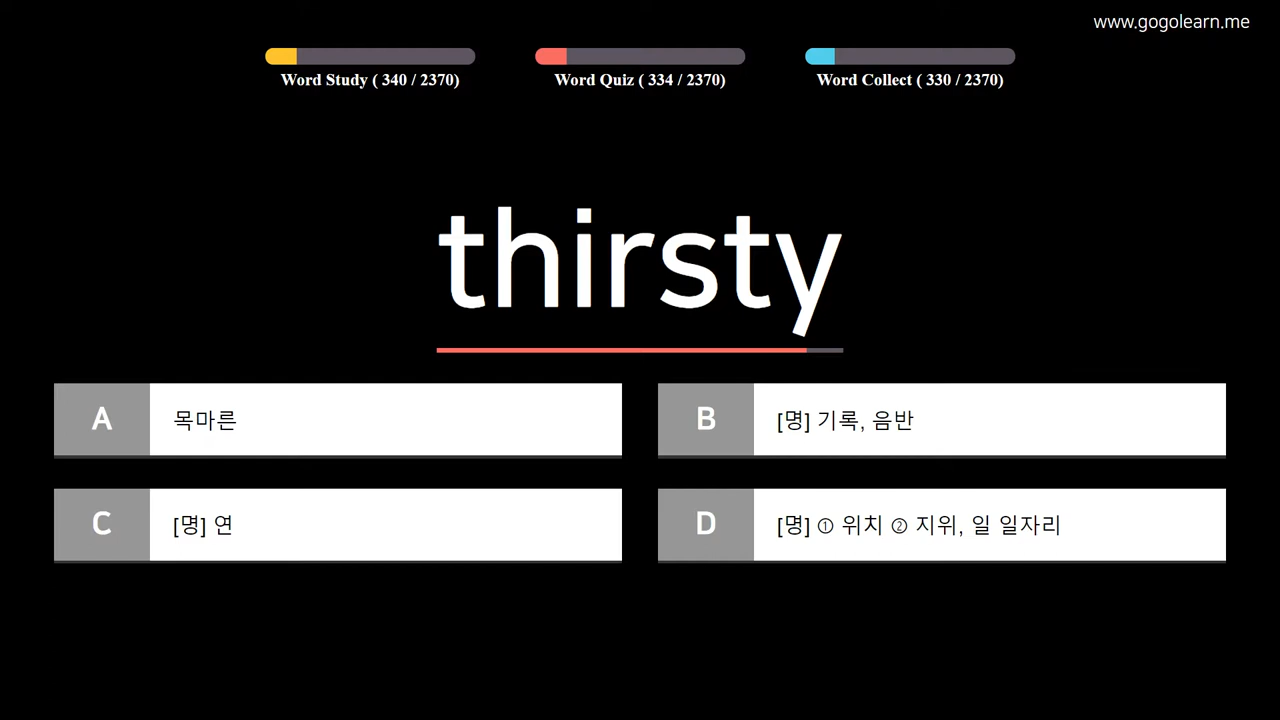 www.gogolearn.me
Word Study ( 340 / 2370)
Word Quiz ( 334 / 2370)
Word Collect ( 330 / 2370)
thirsty
A 목마른
B [명] 기록, 음반
C [명] 연
D [명] ① 위치 ② 지위, 일 일자리